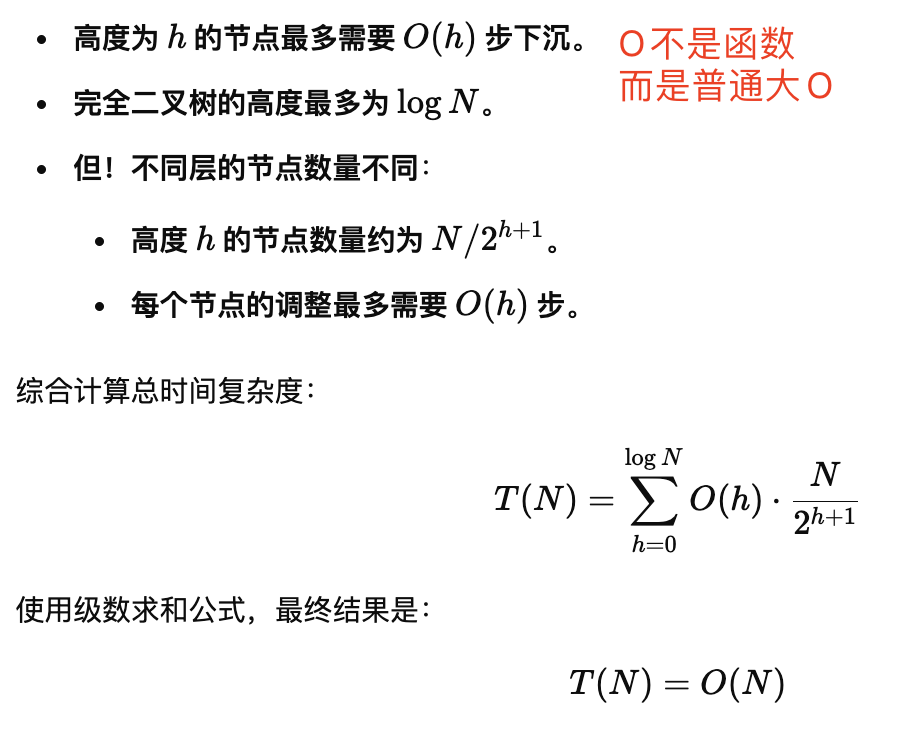 • 高度为 h 的节点最多需要 O(h) 步下沉。
O不是函数
而是普通大O
• 完全二叉树的高度最多为 log N。
• 但！不同层的节点数量不同：
• 高度 h 的节点数量约为 N/2^{h+1}。
• 每个节点的调整最多需要 O(h) 步。
综合计算总时间复杂度：
T(N) = \sum_{h=0}^{\log N} O(h) \cdot \frac{N}{2^{h+1}}
使用级数求和公式，最终结果是：
T(N) = O(N)